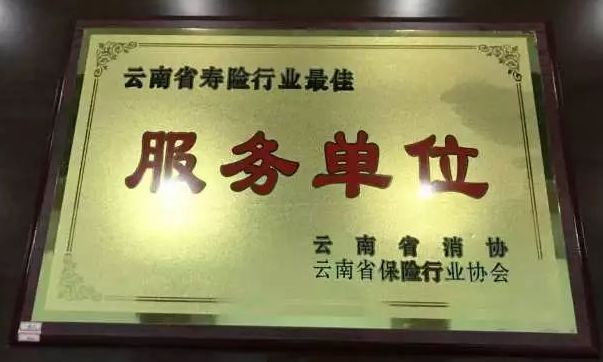 云南省寿险行业最佳
服务单位
云南省消协
云南省保险行业协会